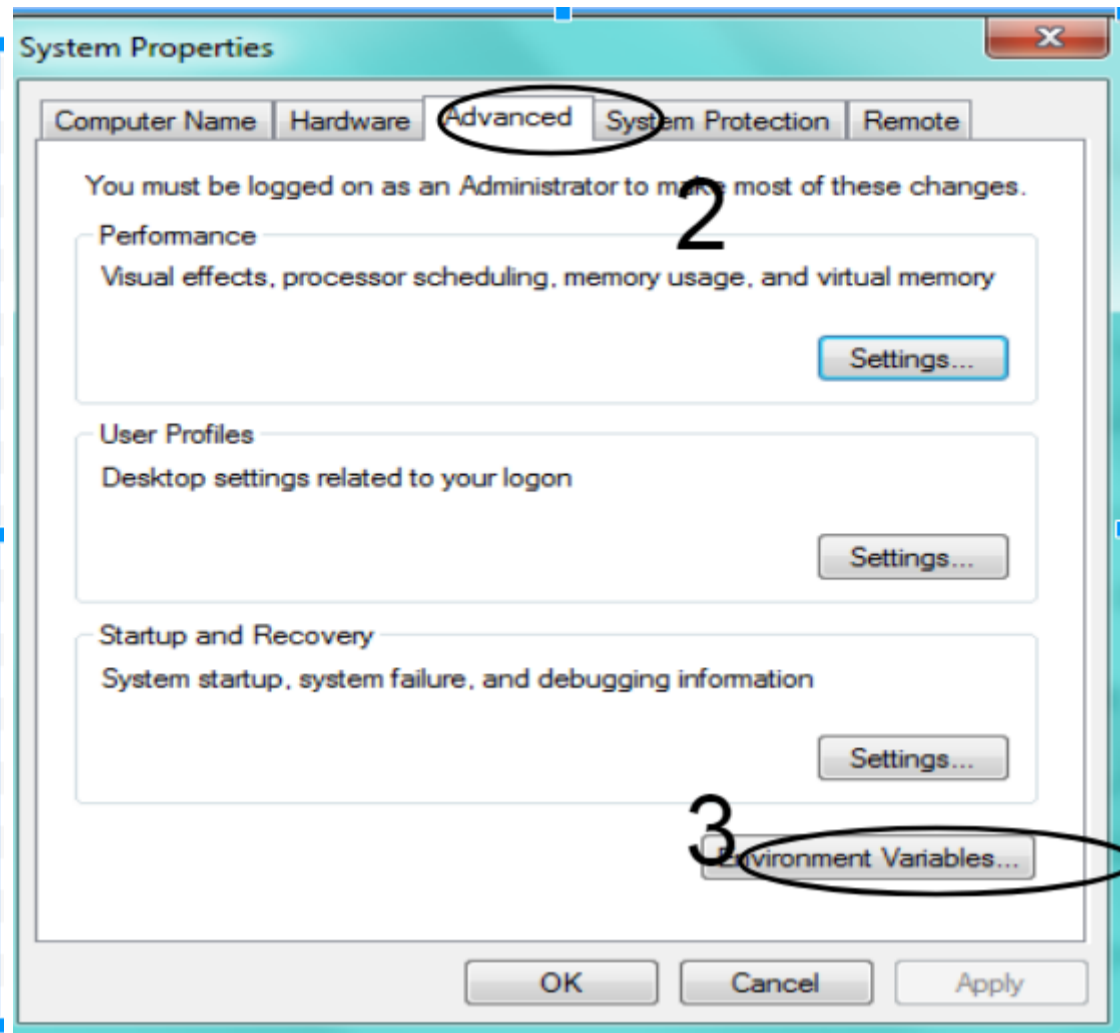 System Properties
Computer Name Hardware Advanced System Protection Remote
You must be logged on as an Administrator to make most of these changes.
2
Performance
Visual effects, processor scheduling, memory usage, and virtual memory
Settings...
User Profiles
Desktop settings related to your logon
Settings...
Startup and Recovery
System startup, system failure, and debugging information
Settings...
3
Environment Variables...
OK Cancel Apply